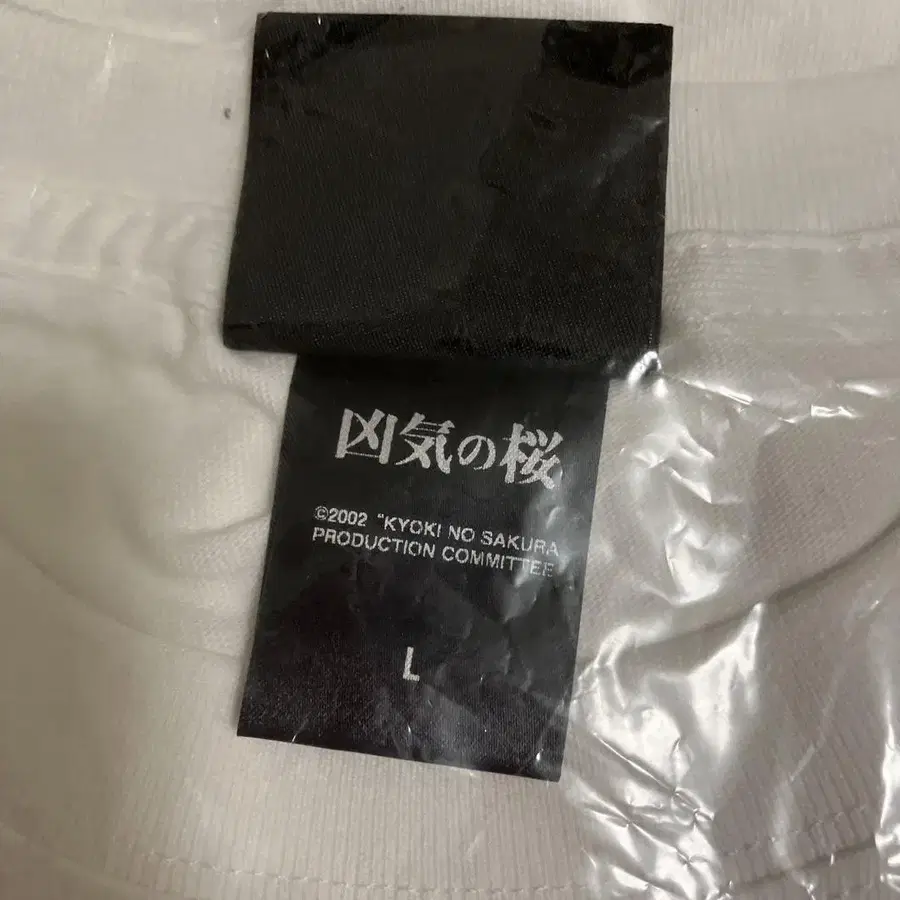 凶気の桜
©2002 "KYOKI NO SAKURA
PRODUCTION COMMITTEE
L